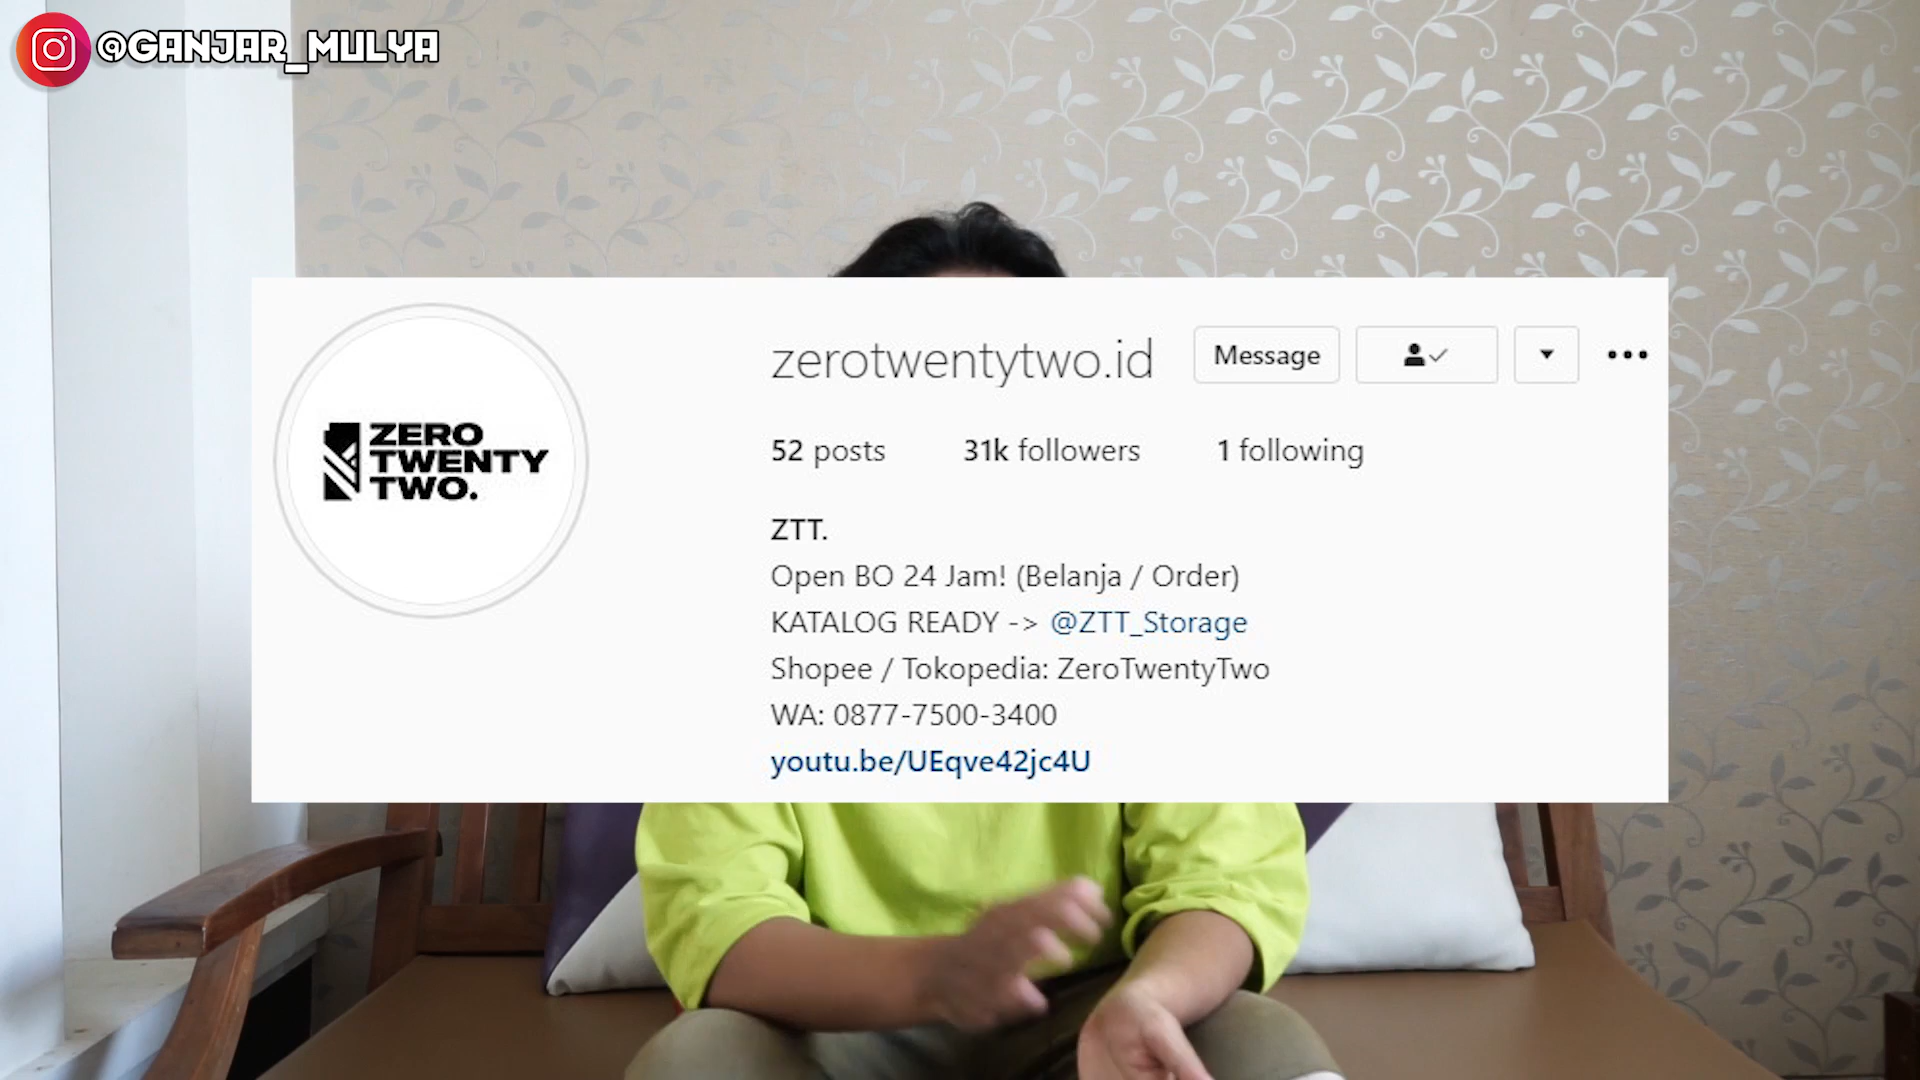 @GANJAR_MULYA
zerotwentytwo.id
Message
52 posts
31k followers
1 following
ZERO
TWENTY
TWO.
ZTT.
Open BO 24 Jam! (Belanja / Order)
KATALOG READY -> @ZTT_Storage
Shopee / Tokopedia: ZeroTwentyTwo
WA: 0877-7500-3400
youtu.be/UEqve42jc4U